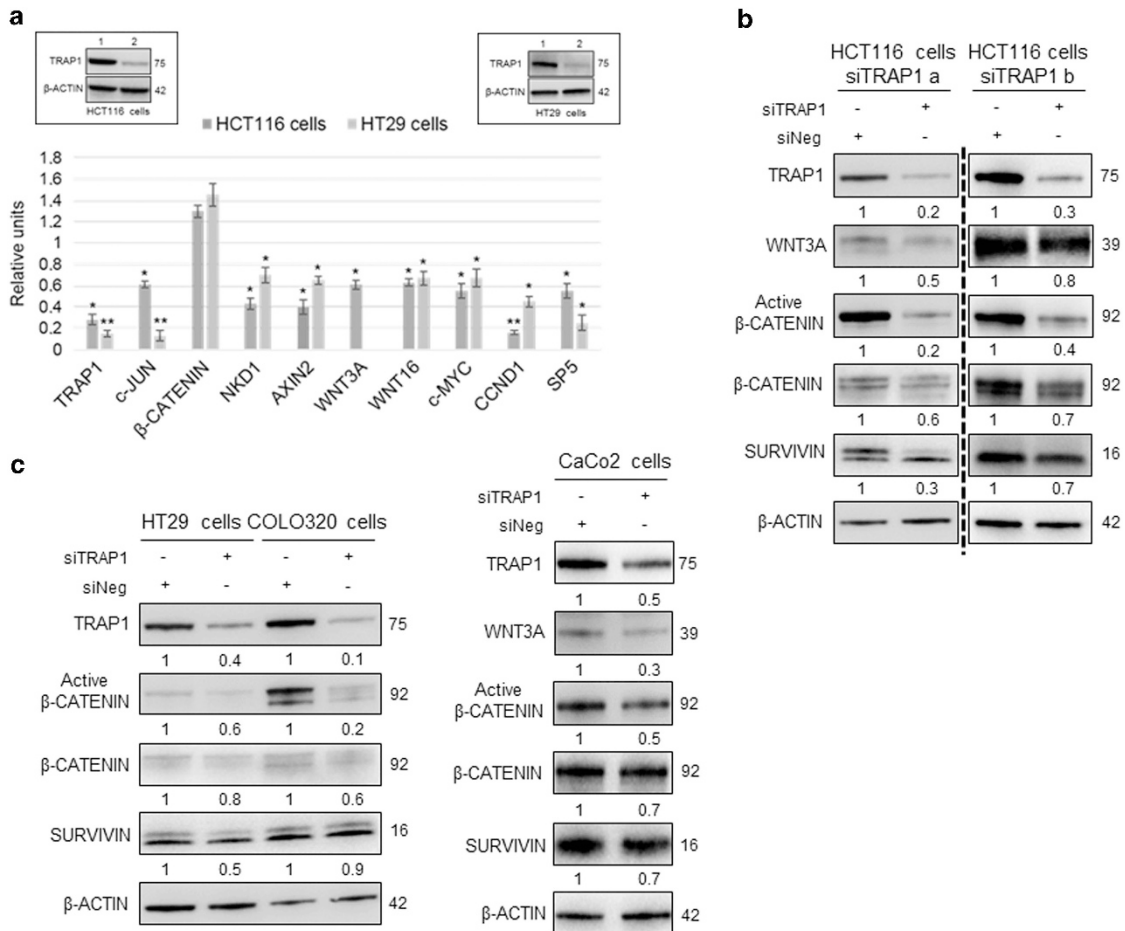 a
1 2
TRAP1 75
β-ACTIN 42
HCT116 cells
1 2
TRAP1 75
β-ACTIN 42
HT29 cells
HCT116 cells HT29 cells
Relative units
1.8
1.6
1.4
1.2
1
0.8
0.6
0.4
0.2
0
* ** * ** * * * * * * * * * ** * * *
TRAP1 c-JUN β-CATENIN NKD1 AXIN2 WNT3A WNT16 c-MYC CCND1 SP5
b
HCT116 cells HCT116 cells
siTRAP1 a siTRAP1 b
siTRAP1 - + - +
siNeg + - + -
TRAP1 75
1 0.2 1 0.3
WNT3A 39
1 0.5 1 0.8
Active
β-CATENIN 92
1 0.2 1 0.4
β-CATENIN 92
1 0.6 1 0.7
SURVIVIN 16
1 0.3 1 0.7
β-ACTIN 42
c
HT29 cells COLO320 cells
siTRAP1 - + - +
siNeg + - + -
TRAP1 75
1 0.4 1 0.1
Active
β-CATENIN 92
1 0.6 1 0.2
β-CATENIN 92
1 0.8 1 0.6
SURVIVIN 16
1 0.5 1 0.9
β-ACTIN 42
CaCo2 cells
siTRAP1 - +
siNeg + -
TRAP1 75
1 0.5
WNT3A 39
1 0.3
Active
β-CATENIN 92
1 0.5
β-CATENIN 92
1 0.7
SURVIVIN 16
1 0.7
β-ACTIN 42